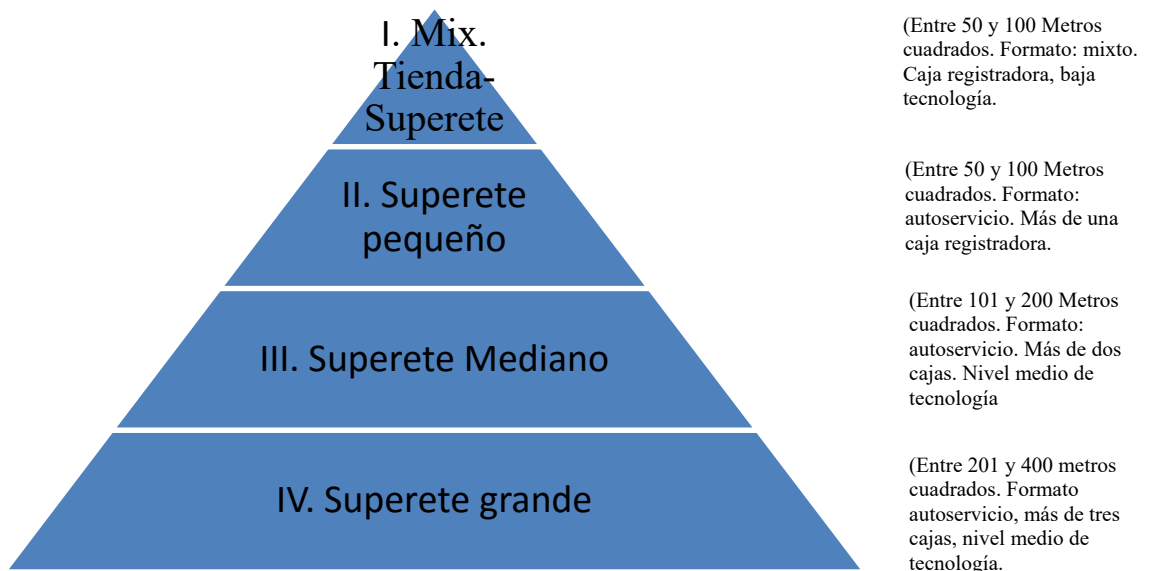 I. Mix.
Tienda-
Superete
(Entre 50 y 100 Metros
cuadrados. Formato: mixto.
Caja registradora, baja
tecnología.
II. Superete
pequeño
(Entre 50 y 100 Metros
cuadrados. Formato:
autoservicio. Más de una
caja registradora.
III. Superete Mediano
(Entre 101 y 200 Metros
cuadrados. Formato:
autoservicio. Más de dos
cajas. Nivel medio de
tecnología
IV. Superete grande
(Entre 201 y 400 metros
cuadrados. Formato
autoservicio, más de tres
cajas, nivel medio de
tecnología.